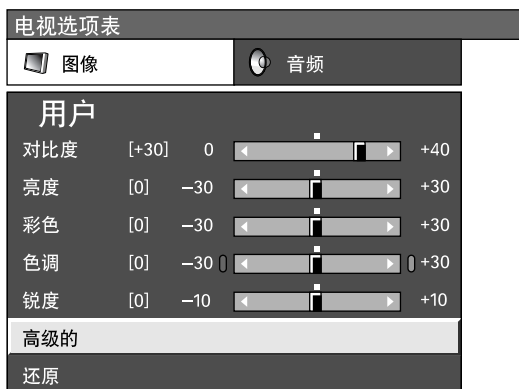 电视选项表
图像 音频
用户
对比度 [+30] 0 +40
亮度 [0] −30 +30
彩色 [0] −30 +30
色调 [0] −30 +30
锐度 [0] −10 +10
高级的
还原